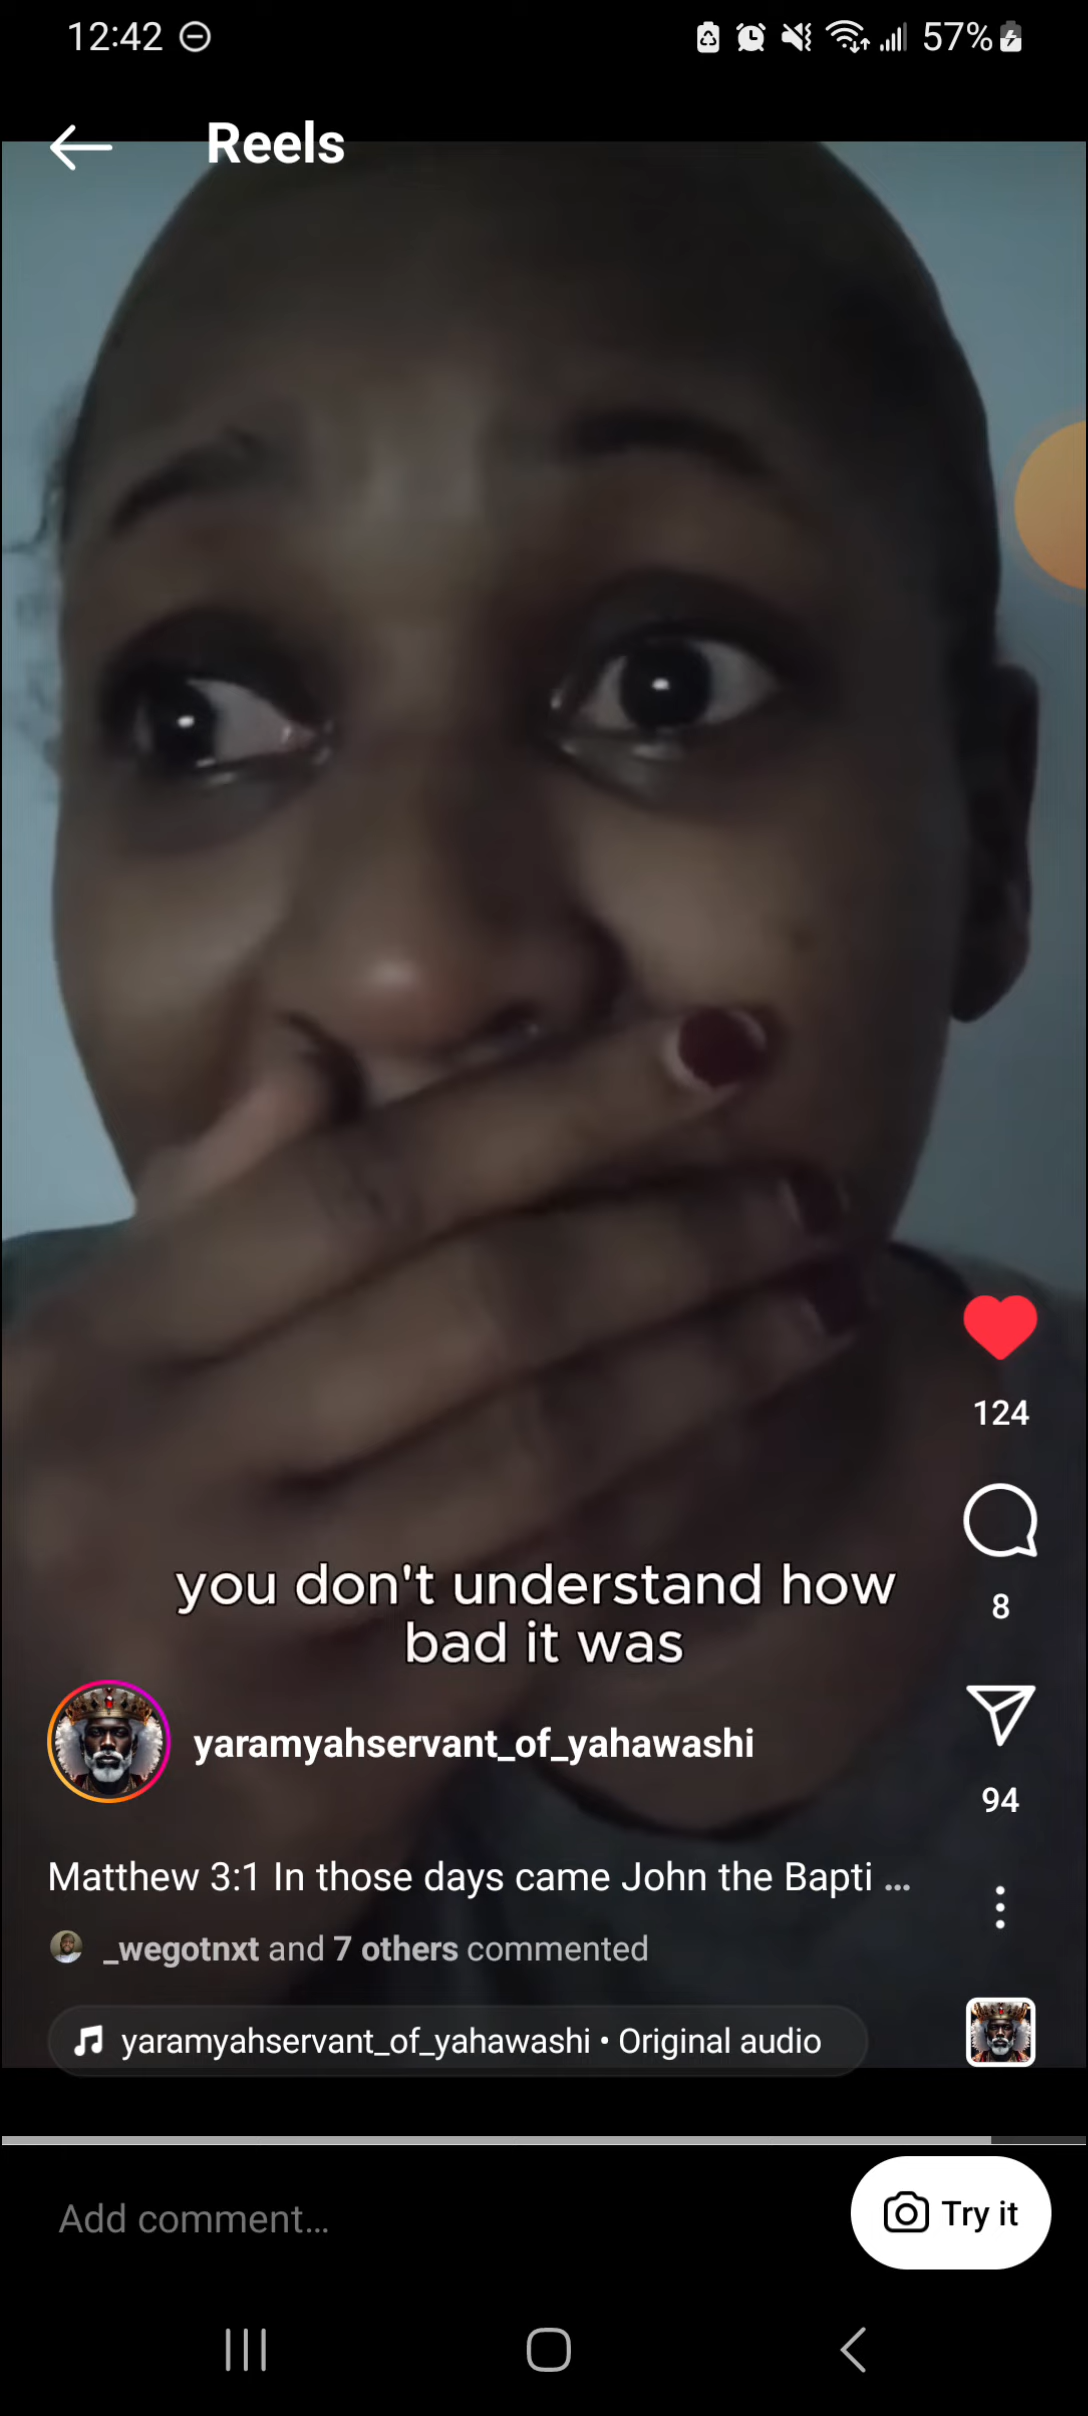 12:42
57%
Reels
124
8
you don't understand how
bad it was
yaramyahservant_of_yahawashi
94
Matthew 3:1 In those days came John the Bapti ...
_wegotnxt and 7 others commented
yaramyahservant_of_yahawashi • Original audio
Add comment...
Try it